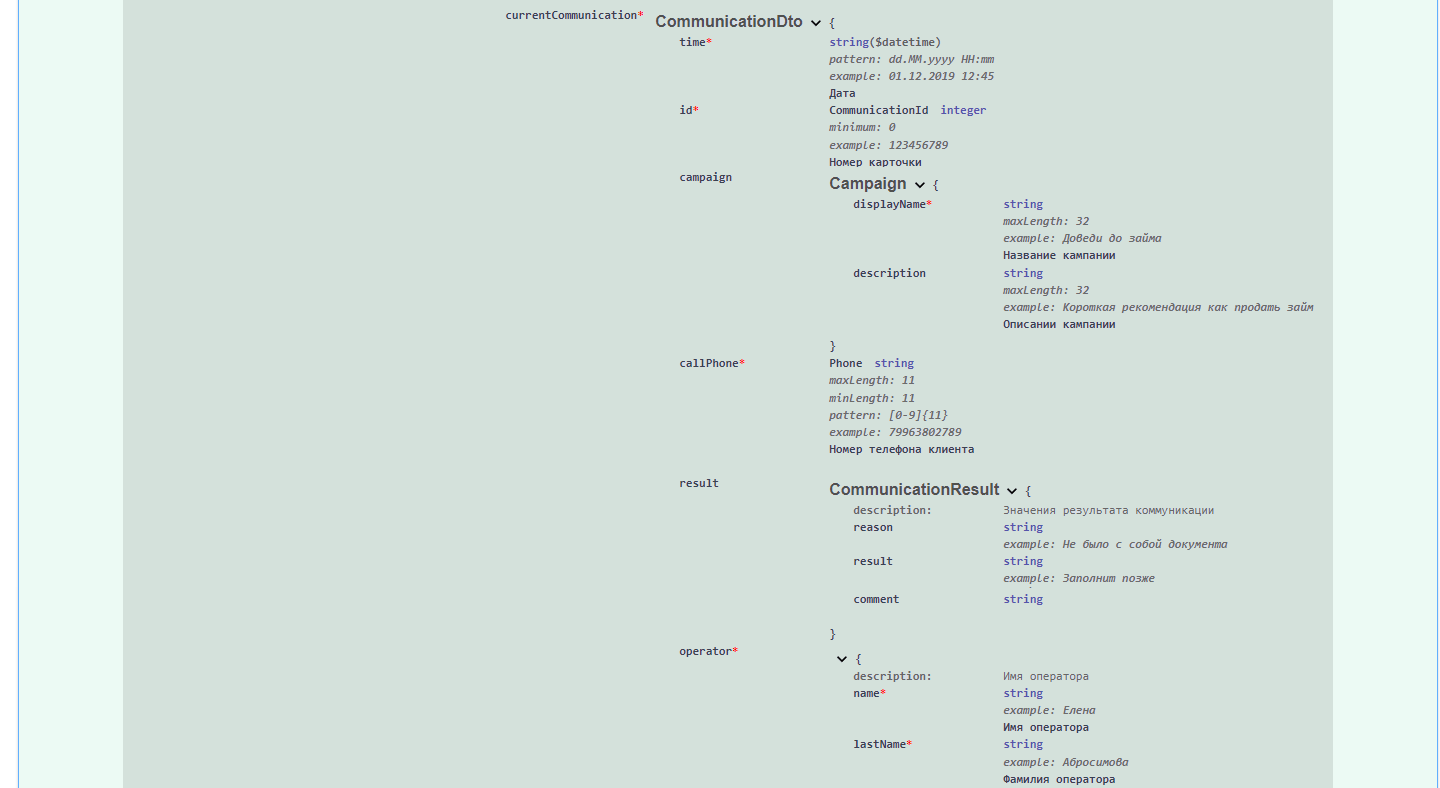 currentCommunication* CommunicationDto {
time* string($datetime)
pattern: dd.MM.yyyy HH:mm
example: 01.12.2019 12:45
Дата
id* CommunicationId integer
minimum: 0
example: 123456789
Номер карточки
campaign Campaign {
displayName* string
maxLength: 32
example: Доведи до займа
Название кампании
description string
maxLength: 32
example: Короткая рекомендация как продать займ
Описании кампании
}
callPhone* Phone string
maxLength: 11
minLength: 11
pattern: [0-9]{11}
example: 79963802789
Номер телефона клиента
result CommunicationResult {
description: Значения результата коммуникации
reason string
example: Не было с собой документа
result string
example: Заполнит позже
comment string
}
operator* {
description: Имя оператора
name* string
example: Елена
Имя оператора
lastName* string
example: Абросимова
Фамилия оператора